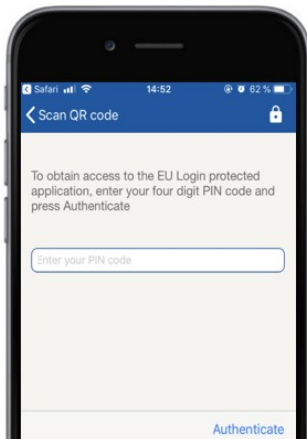 Safari 14:52 62 %
Scan QR code
To obtain access to the EU Login protected
application, enter your four digit PIN code and
press Authenticate
Enter your PIN code
Authenticate